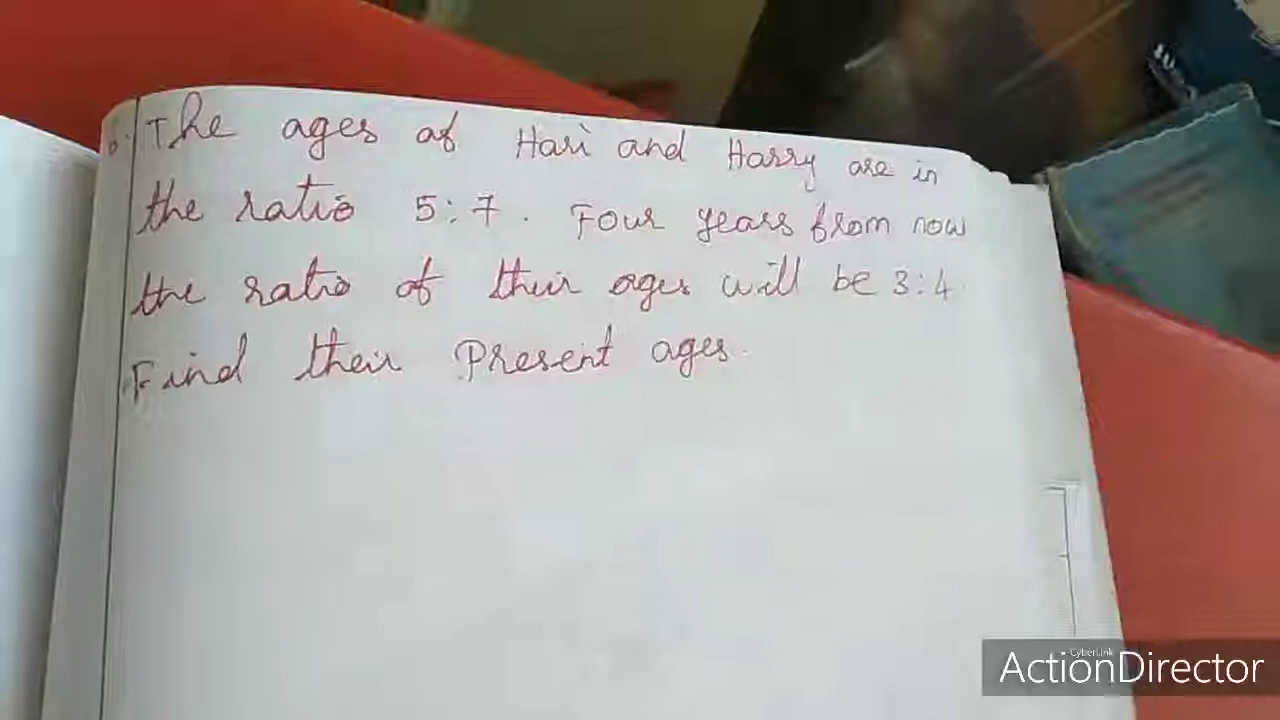 The ages of Hari and Harry are in
the ratio 5:7. Four years from now
the ratio of their ages will be 3:4
Find their Present ages.
CyberLink
ActionDirector